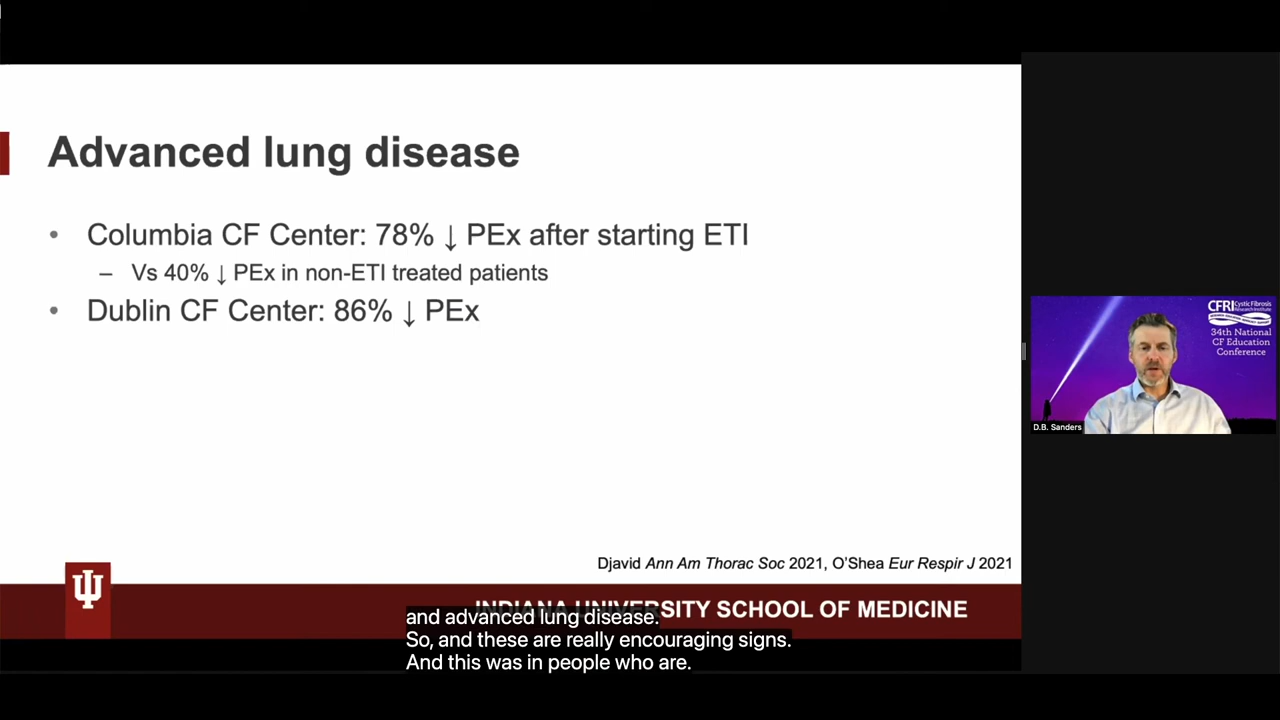 Advanced lung disease
• Columbia CF Center: 78% ↓ PEx after starting ETI
– Vs 40% ↓ PEx in non-ETI treated patients
• Dublin CF Center: 86% ↓ PEx
Djavid Ann Am Thorac Soc 2021, O'Shea Eur Respir J 2021
INDIANA UNIVERSITY SCHOOL OF MEDICINE
and advanced lung disease.
So, and these are really encouraging signs.
And this was in people who are.
CFRI Cystic Fibrosis
Research Institute
34th National
CF Education
Conference
D.B. Sanders